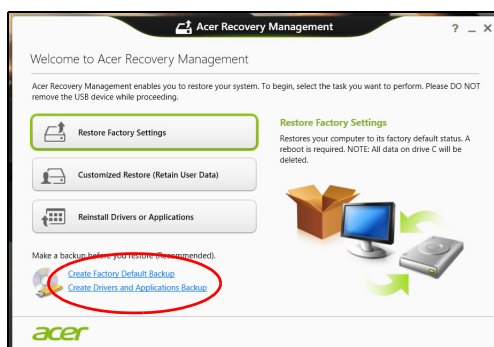 Acer Recovery Management
? _ X
Welcome to Acer Recovery Management
Acer Recovery Management enables you to restore your system. To begin, select the task you want to perform. Please DO NOT
remove the USB device while proceeding.
Restore Factory Settings
Customized Restore (Retain User Data)
Reinstall Drivers or Applications
Restore Factory Settings
Restores your computer to its factory default status. A
reboot is required. NOTE: All data on drive C will be
deleted.
Make a backup before you restore (Recommended).
Create Factory Default Backup
Create Drivers and Applications Backup
acer